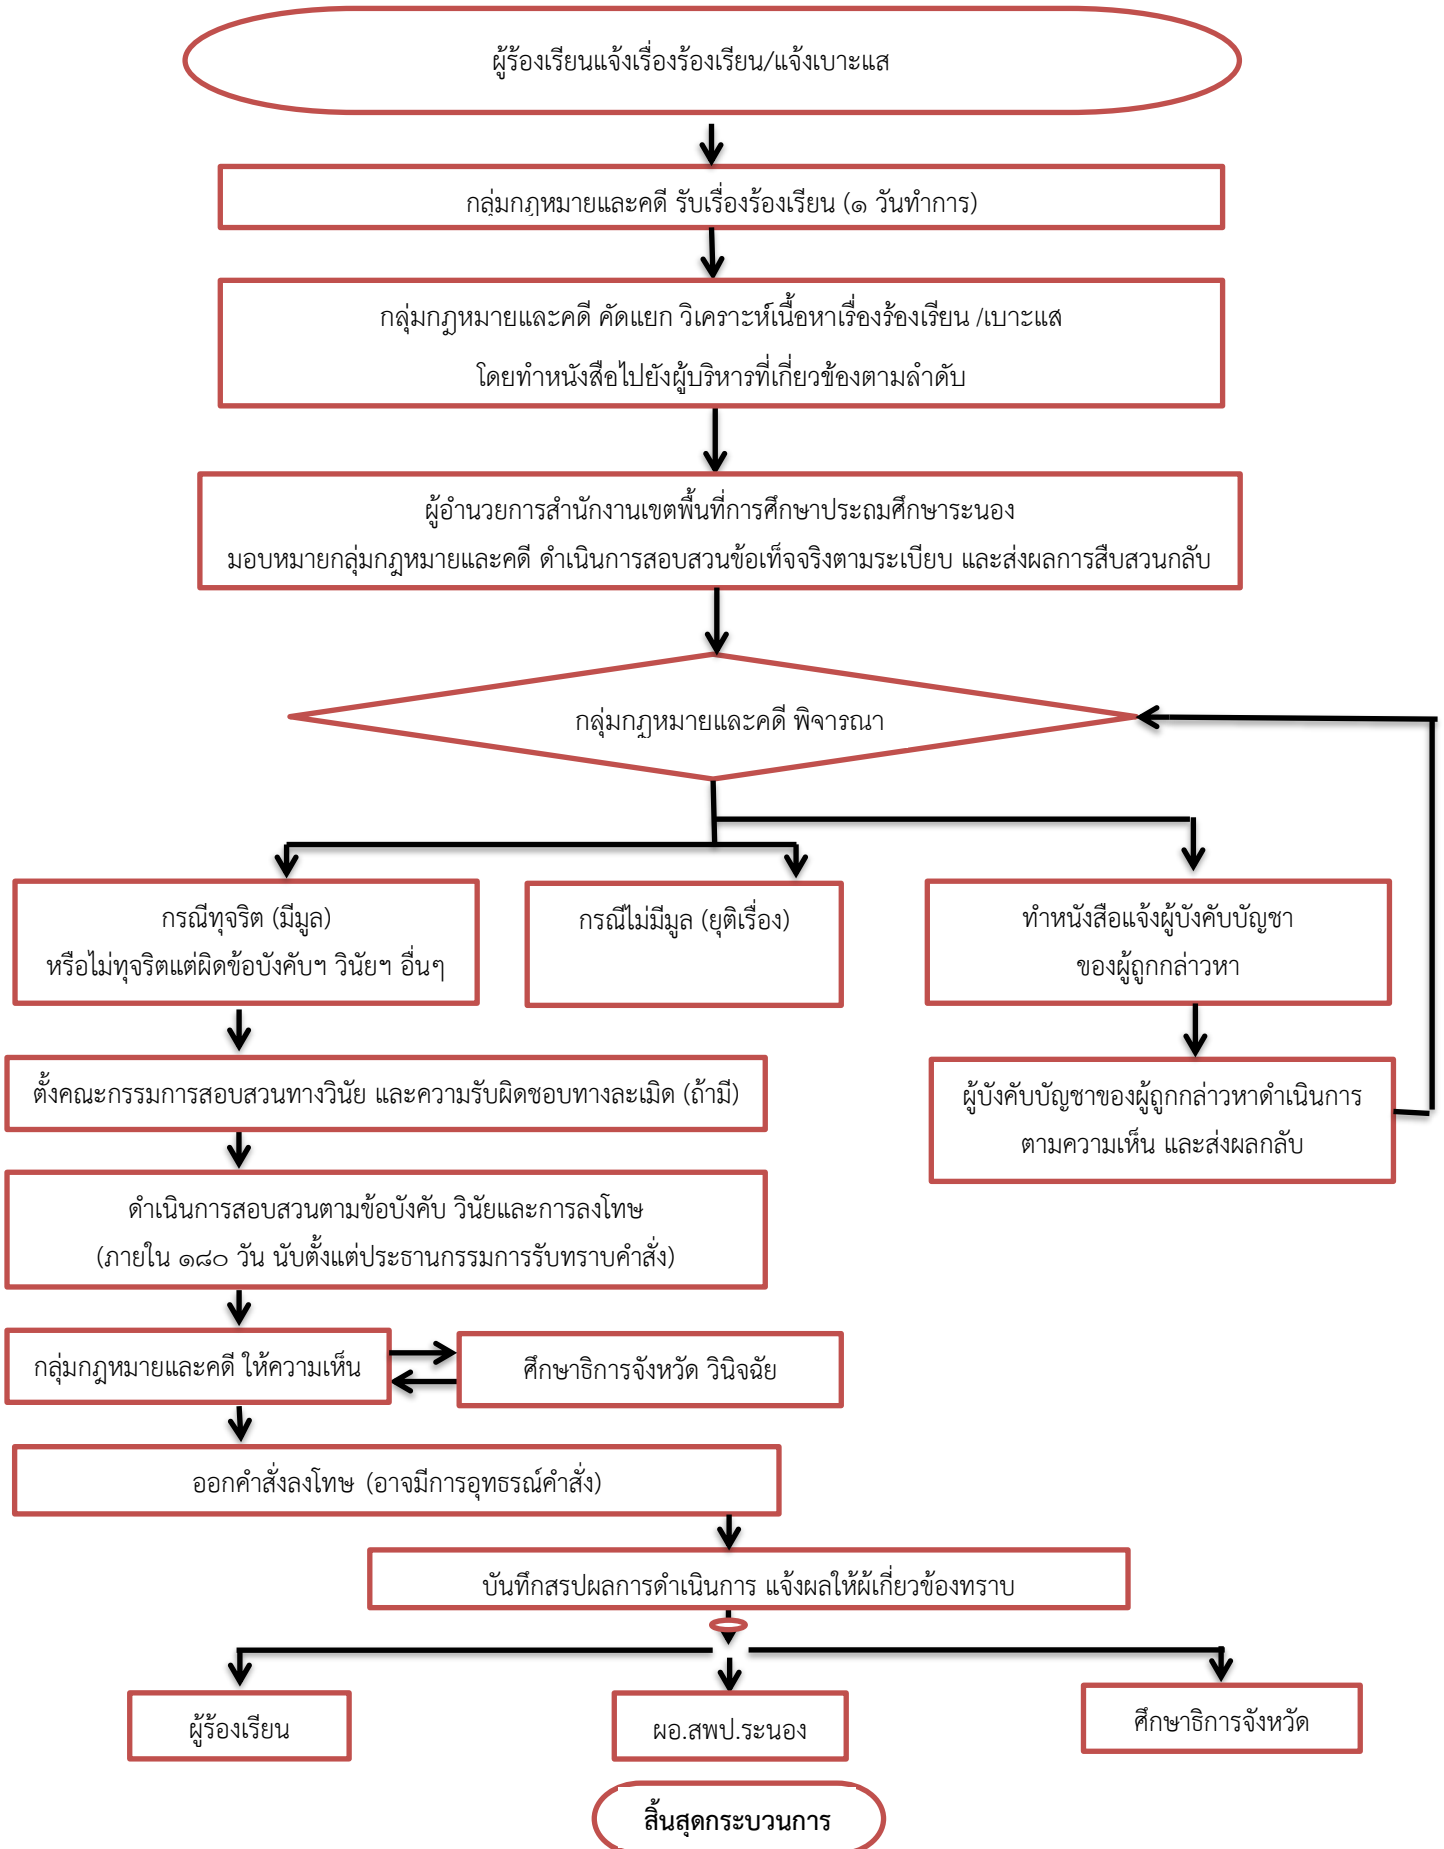 ผู้ร้องเรียนแจ้งเรื่องร้องเรียน/แจ้งเบาะแส
กลุ่มกฎหมายและคดี รับเรื่องร้องเรียน (๑ วันทำการ)
กลุ่มกฎหมายและคดี คัดแยก วิเคราะห์เนื้อหาเรื่องร้องเรียน /เบาะแส
โดยทำหนังสือไปยังผู้บริหารที่เกี่ยวข้องตามลำดับ
ผู้อำนวยการสำนักงานเขตพื้นที่การศึกษาประถมศึกษาระนอง
มอบหมายกลุ่มกฎหมายและคดี ดำเนินการสอบสวนข้อเท็จจริงตามระเบียบ และส่งผลการสืบสวนกลับ
กลุ่มกฎหมายและคดี พิจารณา
กรณีทุจริต (มีมูล)
หรือไม่ทุจริตแต่ผิดข้อบังคับฯ วินัยฯ อื่นๆ
กรณีไม่มีมูล (ยุติเรื่อง)
ทำหนังสือแจ้งผู้บังคับบัญชา
ของผู้ถูกกล่าวหา
ตั้งคณะกรรมการสอบสวนทางวินัย และความรับผิดชอบทางละเมิด (ถ้ามี)
ผู้บังคับบัญชาของผู้ถูกกล่าวหาดำเนินการ
ตามความเห็น และส่งผลกลับ
ดำเนินการสอบสวนตามข้อบังคับ วินัยและการลงโทษ
(ภายใน ๑๘๐ วัน นับตั้งแต่ประธานกรรมการรับทราบคำสั่ง)
กลุ่มกฎหมายและคดี ให้ความเห็น
ศึกษาธิการจังหวัด วินิจฉัย
ออกคำสั่งลงโทษ (อาจมีการอุทธรณ์คำสั่ง)
บันทึกสรุปผลการดำเนินการ แจ้งผลให้ผู้เกี่ยวข้องทราบ
ผู้ร้องเรียน
ผอ.สพป.ระนอง
ศึกษาธิการจังหวัด
สิ้นสุดกระบวนการ